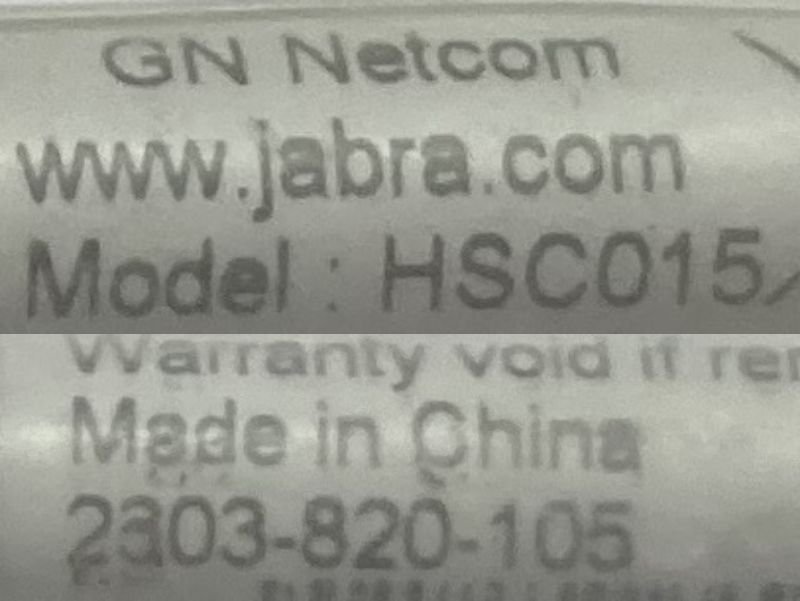 GN Netcom
www.jabra.com
Model : HSC015/
Warranty void if
Made in China
2303-820-105